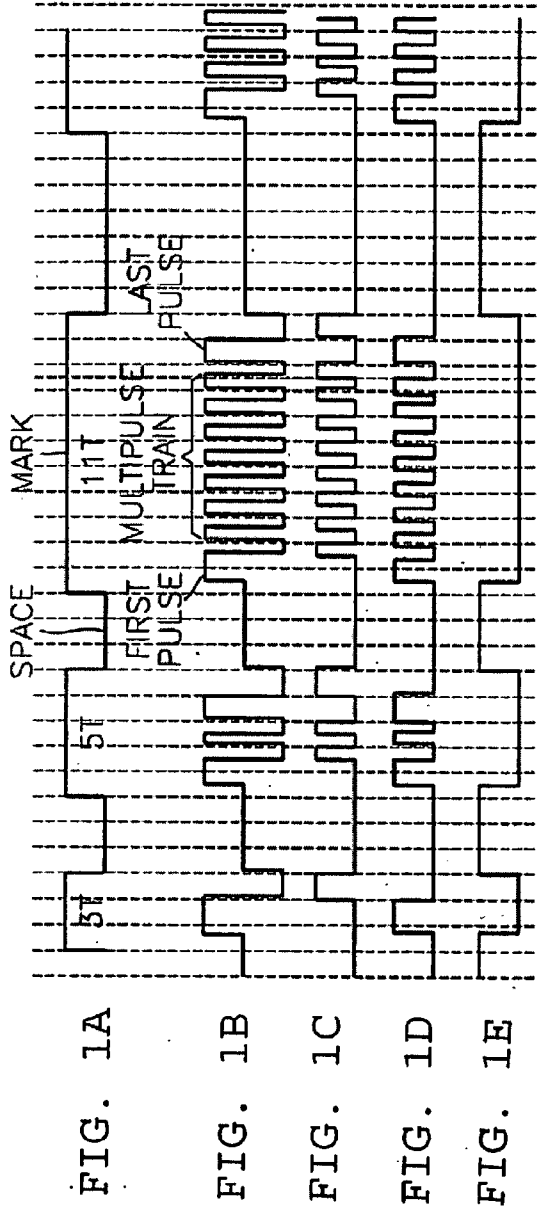 SPACE
MARK
3T
5T
11T
FIRST
PULSE
MULTIPULSE
TRAIN
LAST
PULSE
FIG. 1A
FIG. 1B
FIG. 1C
FIG. 1D
FIG. 1E